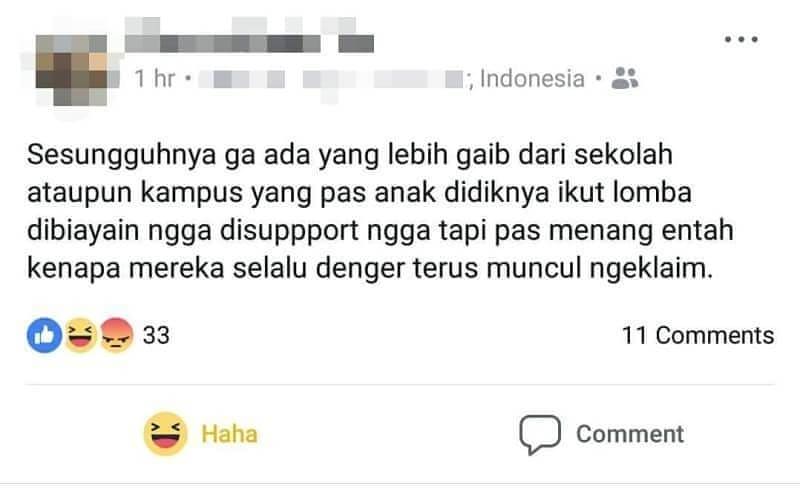 1 hr • ; Indonesia •
Sesungguhnya ga ada yang lebih gaib dari sekolah
ataupun kampus yang pas anak didiknya ikut lomba
dibiayain ngga disuppport ngga tapi pas menang entah
kenapa mereka selalu denger terus muncul ngeklaim.
33
11 Comments
Haha
Comment